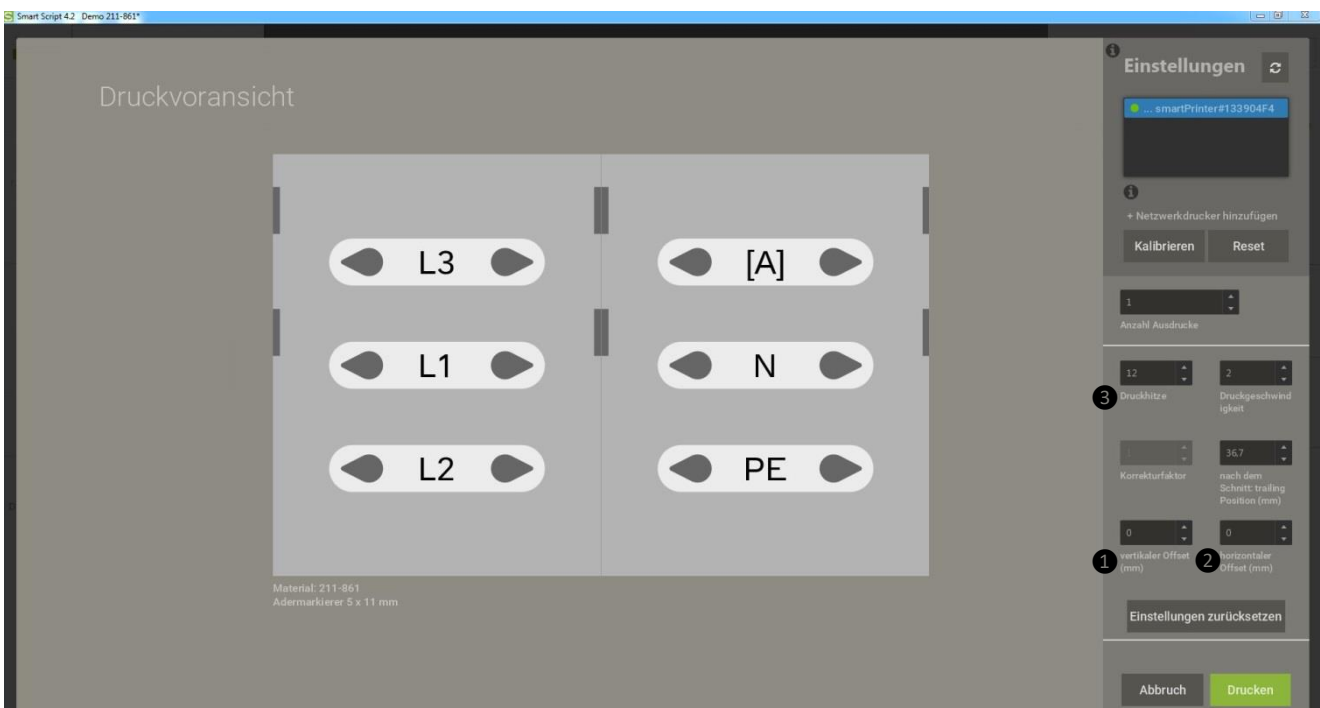 Smart Script 4.2 Demo 211-861*
Druckvoransicht
L3
[A]
L1
N
L2
PE
Material: 211-861
Adermarkierer 5 x 11 mm
Einstellungen
... smartPrinter#133904F4
+ Netzwerkdrucker hinzufügen
Kalibrieren
Reset
1
Anzahl Ausdrucke
12
2
3
Druckhitze
Druckgeschwind
igkeit
1
36,7
Korrekturfaktor
nach dem
Schnitt: trailing
Position (mm)
0
0
1
vertikaler Offset
(mm)
2
horizontaler
Offset (mm)
Einstellungen zurücksetzen
Abbruch
Drucken